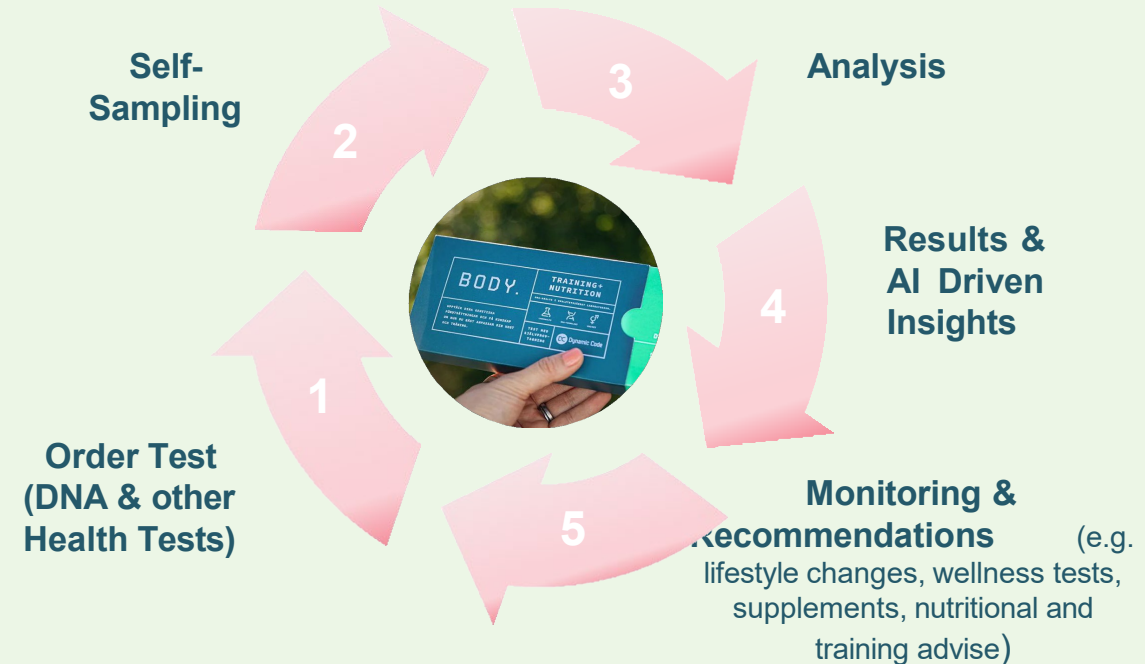 Self-
Sampling
2
3
Analysis
Results &
AI Driven
Insights
4
1
Order Test
(DNA & other
Health Tests)
5
Monitoring &
Recommendations (e.g.
lifestyle changes, wellness tests,
supplements, nutritional and
training advise)
BODY.
TRAINING+
NUTRITION
Dynamic Code